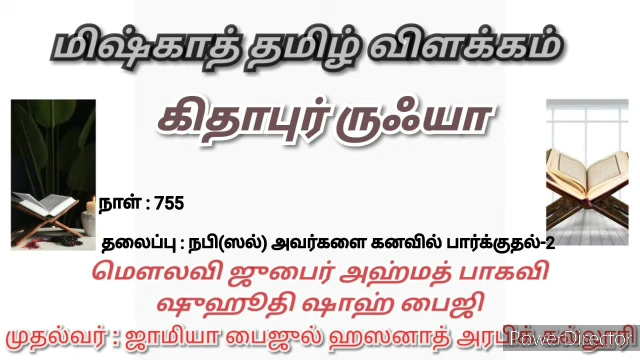 மிஷ்காத் தமிழ் விளக்கம்
கிதாபுர் ருஃயா
நாள் : 755
தலைப்பு : நபி(ஸல்) அவர்களை கனவில் பார்க்குதல்-2
மௌலவி ஜுபைர் அஹ்மத் பாகவி
ஷுஹூதி ஷாஹ் பைஜி
முதல்வர் : ஜாமியா பைஜுல் ஹஸனாத் அரபிக்
PowerDirector